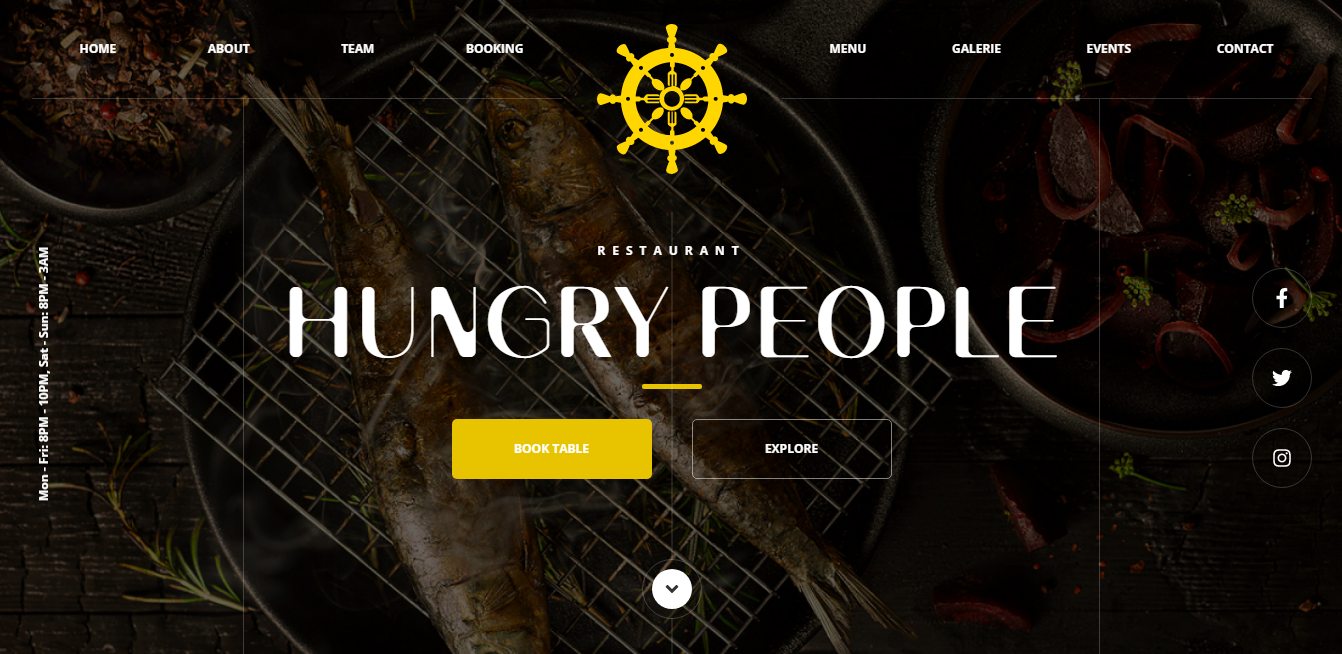 HOME
ABOUT
TEAM
BOOKING
MENU
GALERIE
EVENTS
CONTACT
RESTAURANT
HUNGRY PEOPLE
BOOK TABLE
EXPLORE
Mon - Fri: 8PM - 10PM, Sat - Sun: 8PM - 3AM